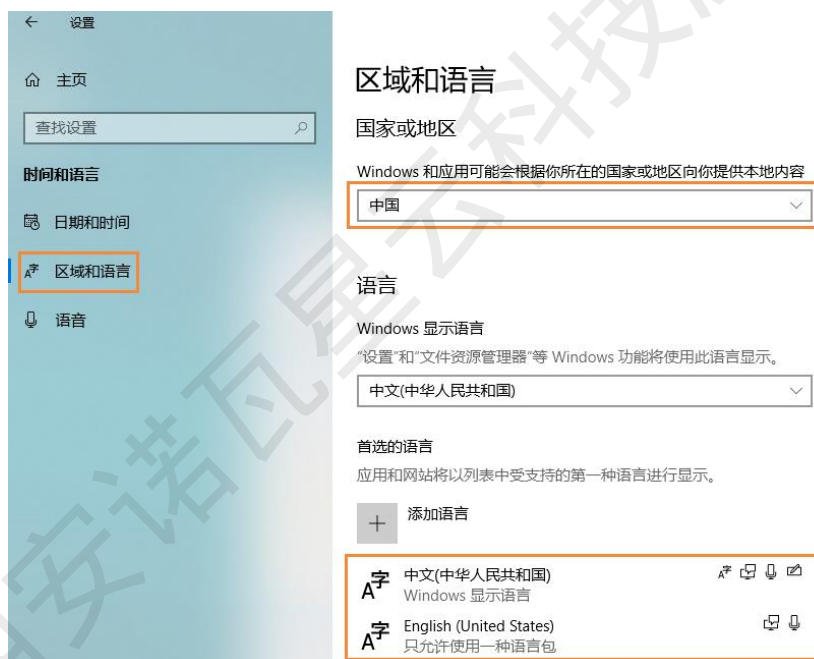 设置
主页
查找设置
时间和语言
日期和时间
区域和语言
语音
区域和语言
国家或地区
Windows 和应用可能会根据你所在的国家或地区向你提供本地内容
中国
语言
Windows 显示语言
“设置”和“文件资源管理器”等 Windows 功能将使用此语言显示。
中文(中华人民共和国)
首选的语言
应用和网站将以列表中受支持的第一种语言进行显示。
添加语言
中文(中华人民共和国)
Windows 显示语言
English (United States)
只允许使用一种语言包
安诺瓦星云科技